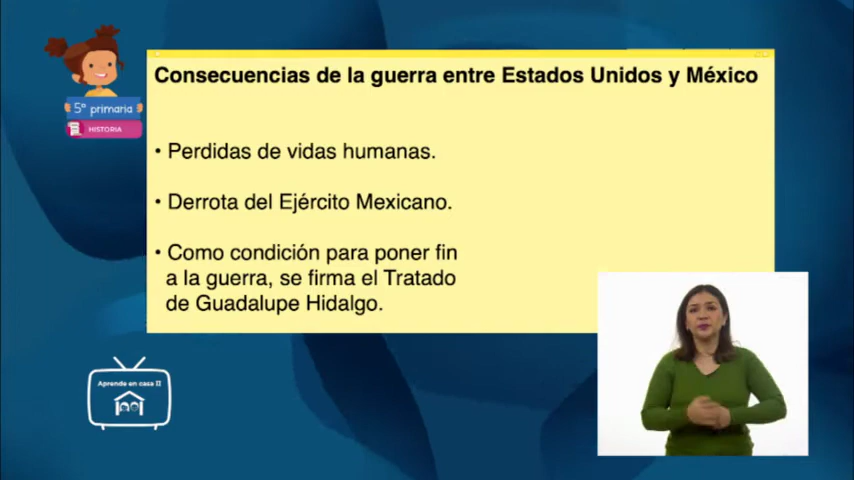 Consecuencias de la guerra entre Estados Unidos y México
5° primaria
HISTORIA
• Perdidas de vidas humanas.
• Derrota del Ejército Mexicano.
• Como condición para poner fin
a la guerra, se firma el Tratado
de Guadalupe Hidalgo.
Aprende en casa II